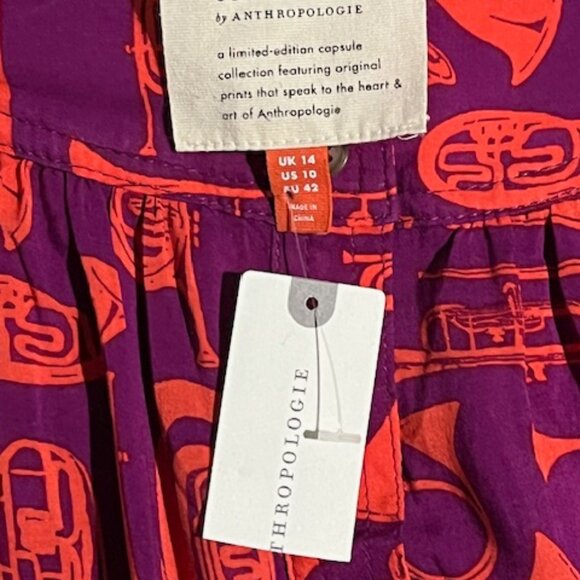 by ANTHROPOLOGIE
a limited-edition capsule
collection featuring original
prints that speak to the heart &
art of Anthropologie
UK 14
US 10
EU 42
MADE IN
CHINA
THROPOLOGIE